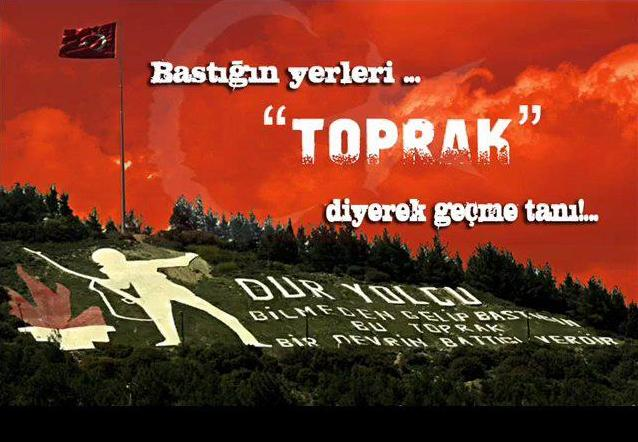 Bastığın yerleri ...
“TOPRAK”
diyerek geçme tanı!...
DUR YOLCU
BİLMEDEN GELİP BASTIĞIN
BU TOPRAK
BİR DEVRİN BATTIĞI YERDİR